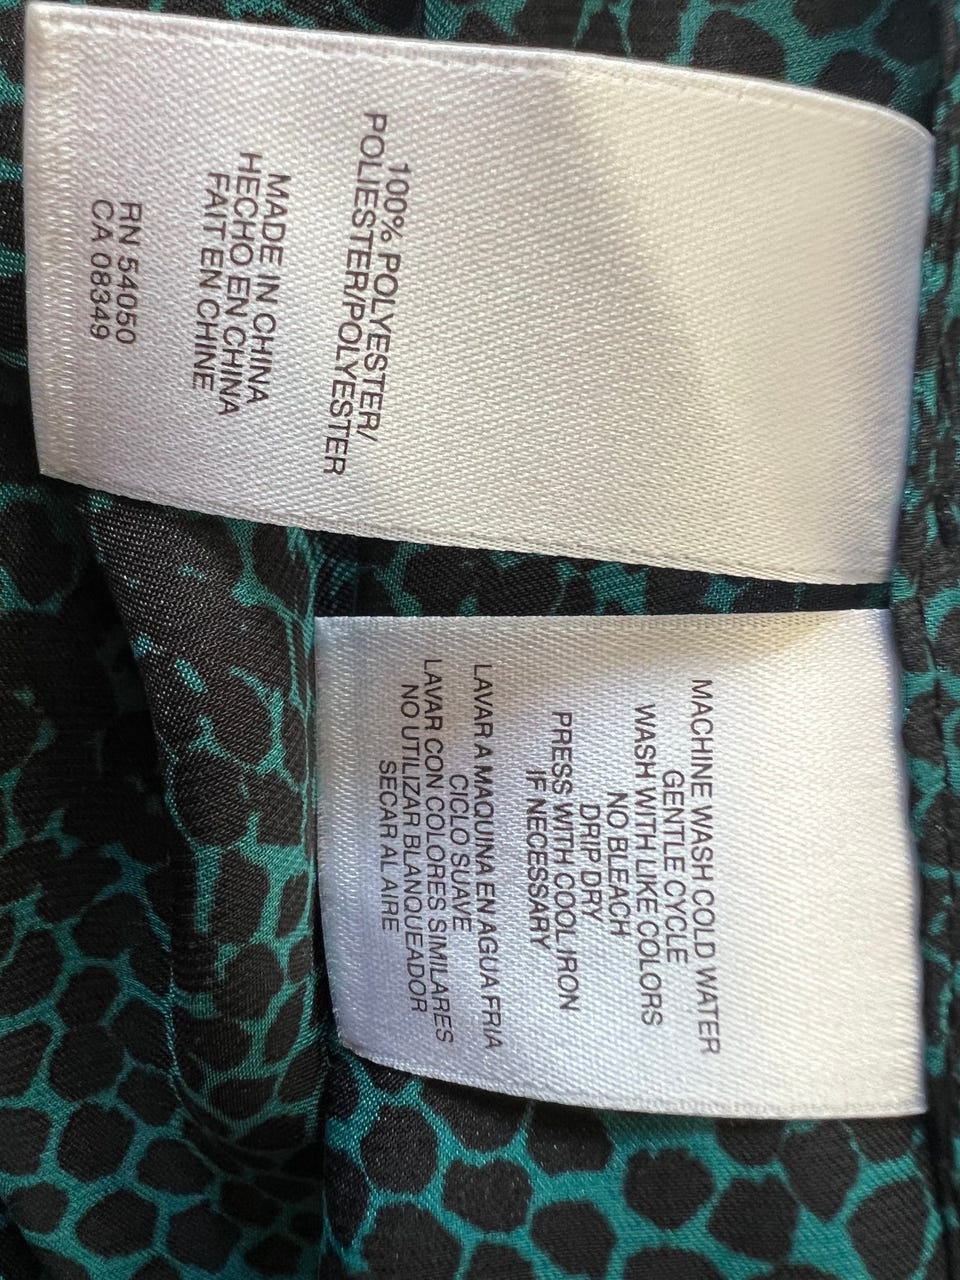 100% POLYESTER/
POLIESTER/POLYESTER
MADE IN CHINA
HECHO EN CHINA
FAIT EN CHINE
RN 54050
CA 08349
MACHINE WASH COLD WATER
GENTLE CYCLE
WASH WITH LIKE COLORS
NO BLEACH
DRIP DRY
PRESS WITH COOL IRON
IF NECESSARY
LAVAR A MAQUINA EN AGUA FRIA
CICLO SUAVE
LAVAR CON COLORES SIMILARES
NO UTILIZAR BLANQUEADOR
SECAR AL AIRE